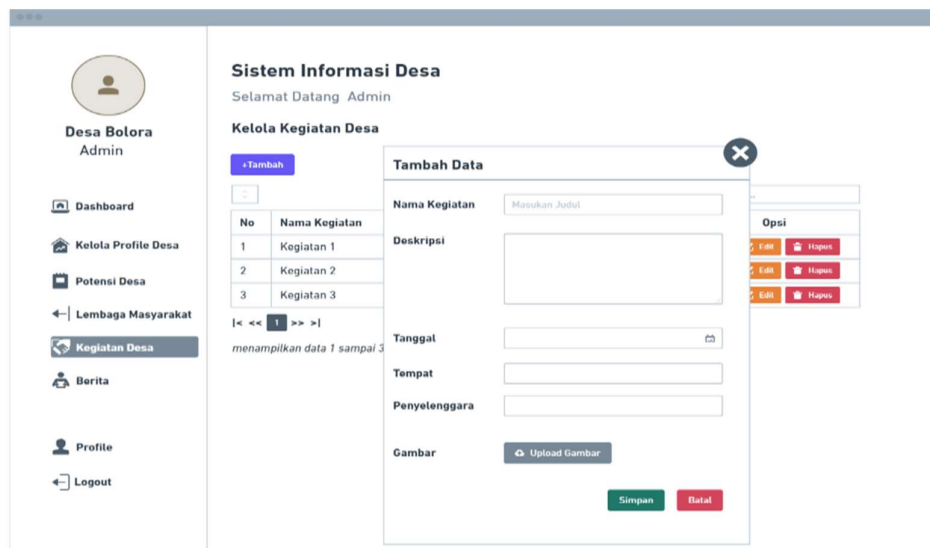 Desa Bolora
Admin
Dashboard
Kelola Profile Desa
Potensi Desa
Lembaga Masyarakat
Kegiatan Desa
Berita
Profile
Logout
Sistem Informasi Desa
Selamat Datang Admin
Kelola Kegiatan Desa
+Tambah
No Nama Kegiatan Opsi
1 Kegiatan 1 Edit Hapus
2 Kegiatan 2 Edit Hapus
3 Kegiatan 3 Edit Hapus
|< << 1 >> >|
menampilkan data 1 sampai 3
Tambah Data
Nama Kegiatan Masukan Judul
Deskripsi
Tanggal
Tempat
Penyelenggara
Gambar Upload Gambar
Simpan Batal